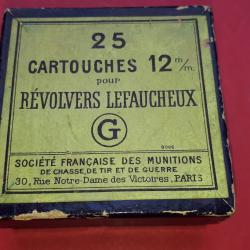 25
CARTOUCHES 12 m/m.
pour
RÉVOLVERS LEFAUCHEUX
G
SOCIÉTÉ FRANÇAISE DES MUNITIONS
DE CHASSE, DE TIR ET DE GUERRE
30, Rue Notre-Dame des Victoires, PARIS